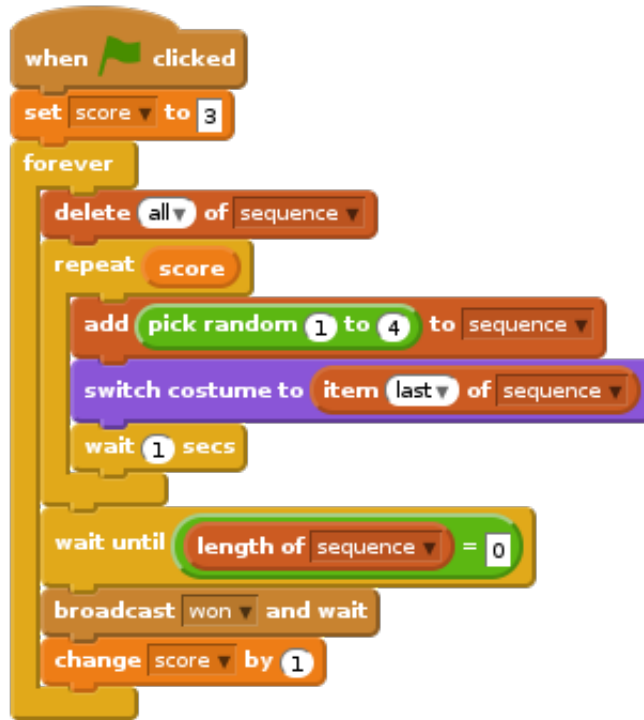 when clicked
set score to 3
forever
delete all of sequence
repeat score
add pick random 1 to 4 to sequence
switch costume to item last of sequence
wait 1 secs
wait until length of sequence = 0
broadcast won and wait
change score by 1